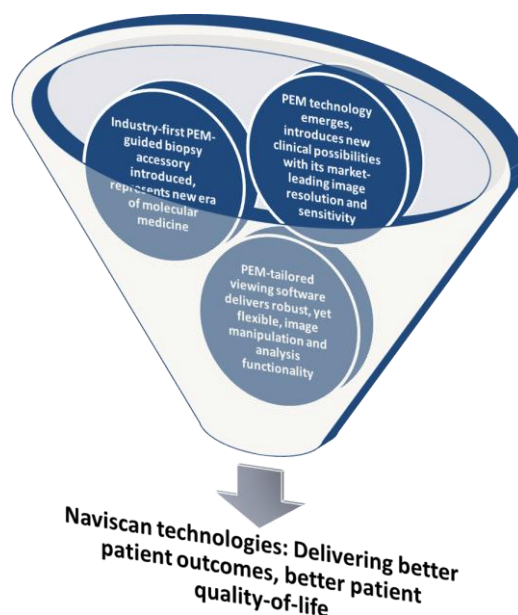 Industry-first PEM-
guided biopsy
accessory
introduced,
represents new era
of molecular
medicine
PEM technology
emerges,
introduces new
clinical possibilities
with its market-
leading image
resolution and
sensitivity
PEM-tailored
viewing software
delivers robust, yet
flexible, image
manipulation and
analysis
functionality
Naviscan technologies: Delivering better
patient outcomes, better patient
quality-of-life